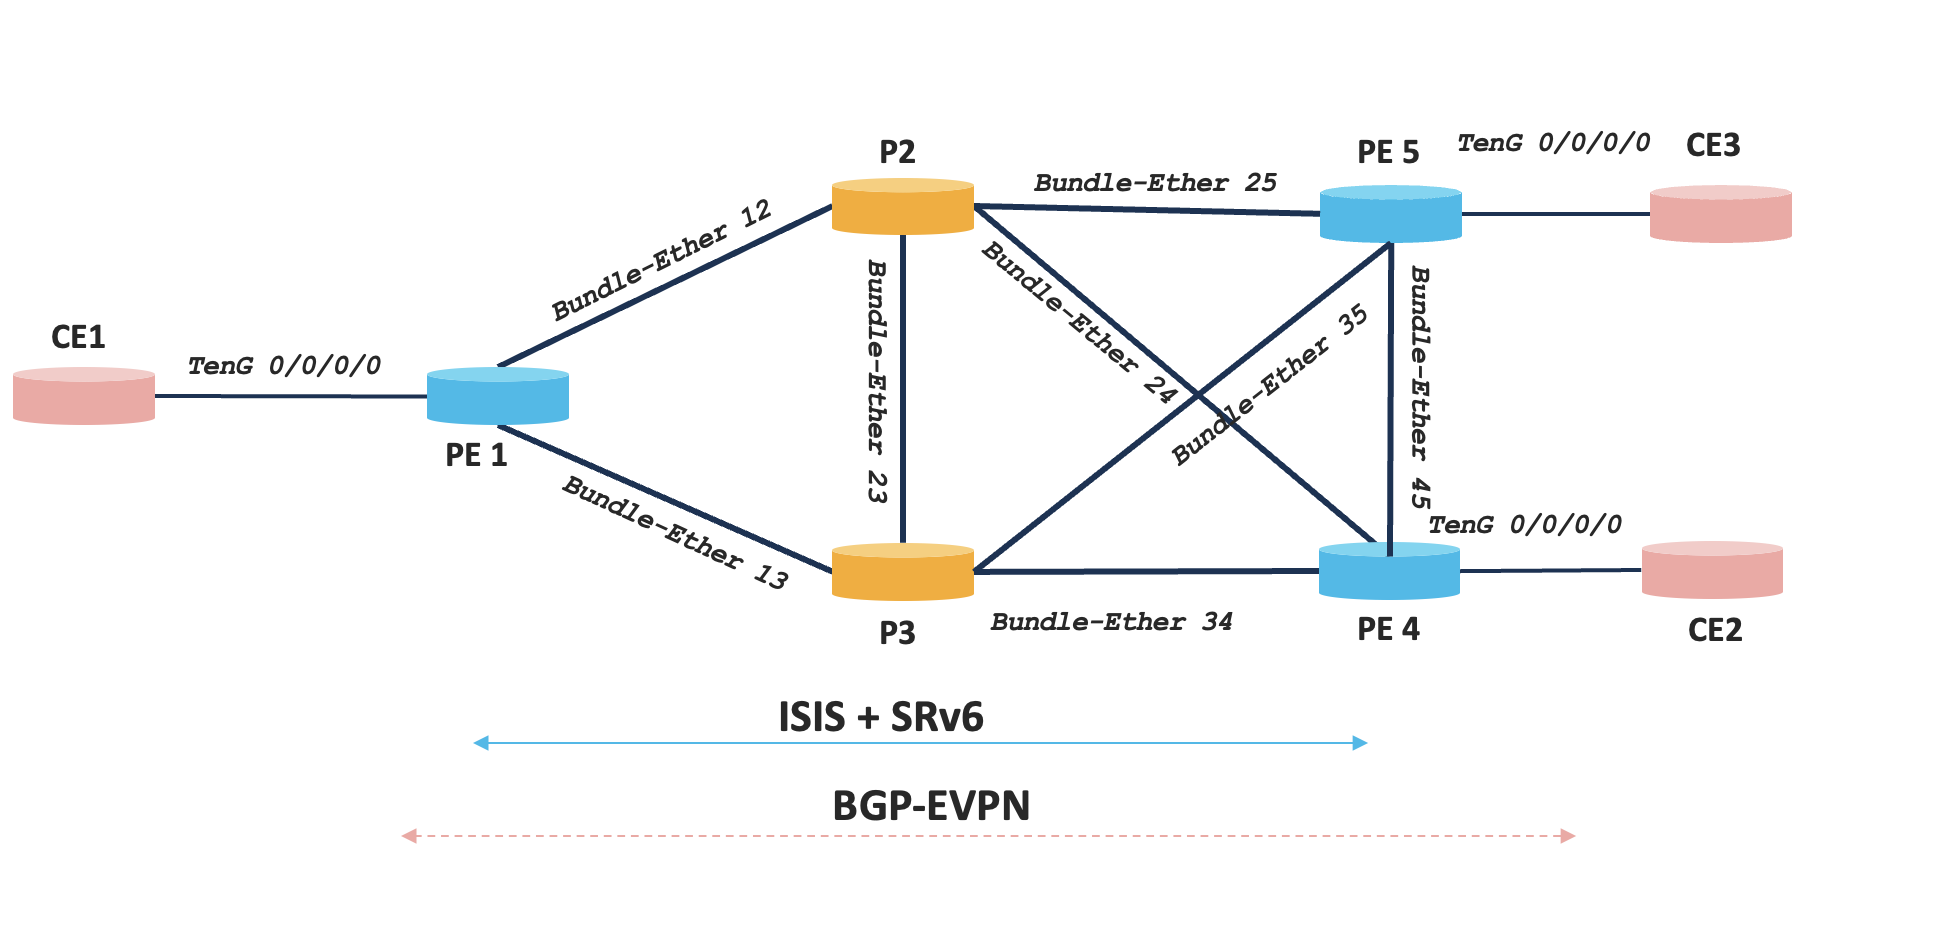 P2
PE 5
TenG 0/0/0/0
CE3
Bundle-Ether 25
Bundle-Ether 12
Bundle-Ether 24
Bundle-Ether 23
Bundle-Ether 35
Bundle-Ether 45
CE1
TenG 0/0/0/0
PE 1
Bundle-Ether 13
TenG 0/0/0/0
P3
Bundle-Ether 34
PE 4
CE2
ISIS + SRv6
BGP-EVPN